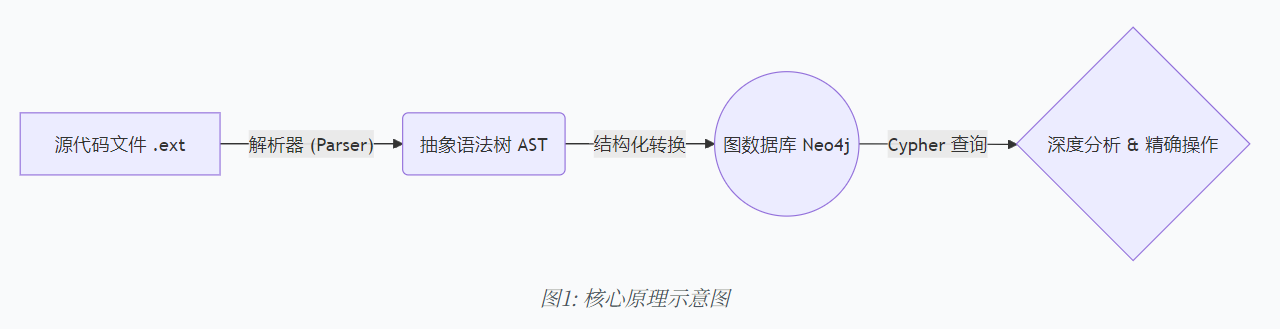 源代码文件 .ext
解析器 (Parser)
抽象语法树 AST
结构化转换
图数据库 Neo4j
Cypher 查询
深度分析 & 精确操作
图1: 核心原理示意图